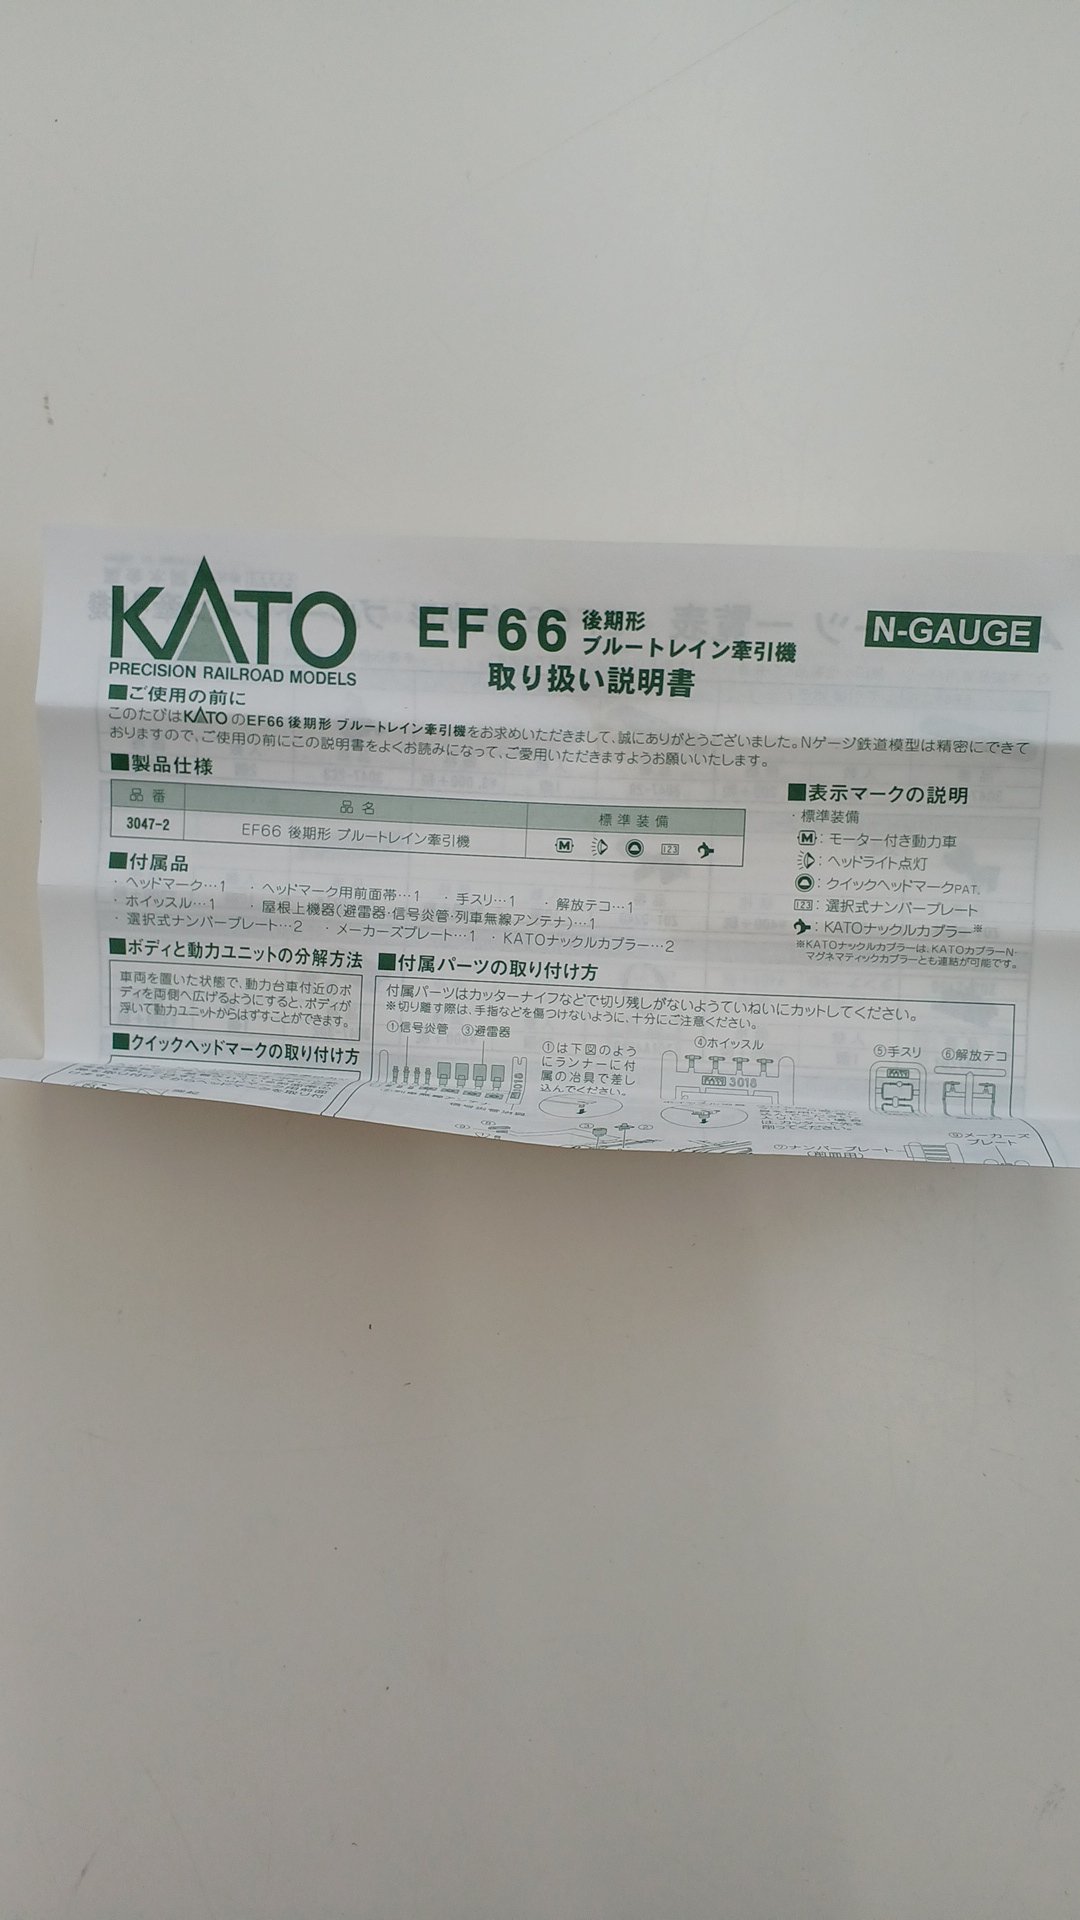 KATO
PRECISION RAILROAD MODELS
EF66 後期形
ブルートレイン牽引機
取り扱い説明書
N-GAUGE
■ご使用の前に
このたびはKATOのEF66 後期形 ブルートレイン牽引機をお求めいただきまして、誠にありがとうございました。Nゲージ鉄道模型は精密にできて
おりますので、ご使用の前にこの説明書をよくお読みになって、ご愛用いただきますようお願いいたします。
■製品仕様
品番 品名 標準装備
3047-2 EF66 後期形 ブルートレイン牽引機 M 123
■表示マークの説明
・標準装備
M：モーター付き動力車
：ヘッドライト点灯
：クイックヘッドマークPAT.
123：選択式ナンバープレート
：KATOナックルカプラー※
※KATOナックルカプラーは、KATOカプラーN・
マグネマティックカプラーとも連結が可能です。
■付属品
・ヘッドマーク…1 ・ヘッドマーク用前面帯…1 ・手スリ…1 ・解放テコ…1
・ホイッスル…1 ・屋根上機器(避雷器・信号炎管・列車無線アンテナ)…1
・選択式ナンバープレート…2 ・メーカーズプレート…1 ・KATOナックルカプラー…2
■ボディと動力ユニットの分解方法
車両を置いた状態で、動力台車付近のボ
ディを両側へ広げるようにすると、ボディが
浮いて動力ユニットからはずすことができます。
■クイックヘッドマークの取り付け方
■付属パーツの取り付け方
付属パーツはカッターナイフなどで切り残しがないようていねいにカットしてください。
※切り離す際は、手指などを傷つけないように、十分にご注意ください。
①信号炎管 ③避雷器
①は下図のよう
にランナーに付
属の治具で差し
込んでください。
④ホイッスル
KATO 3016
⑤手スリ ⑥解放テコ
⑦ナンバープレート
⑨メーカーズ
プレート